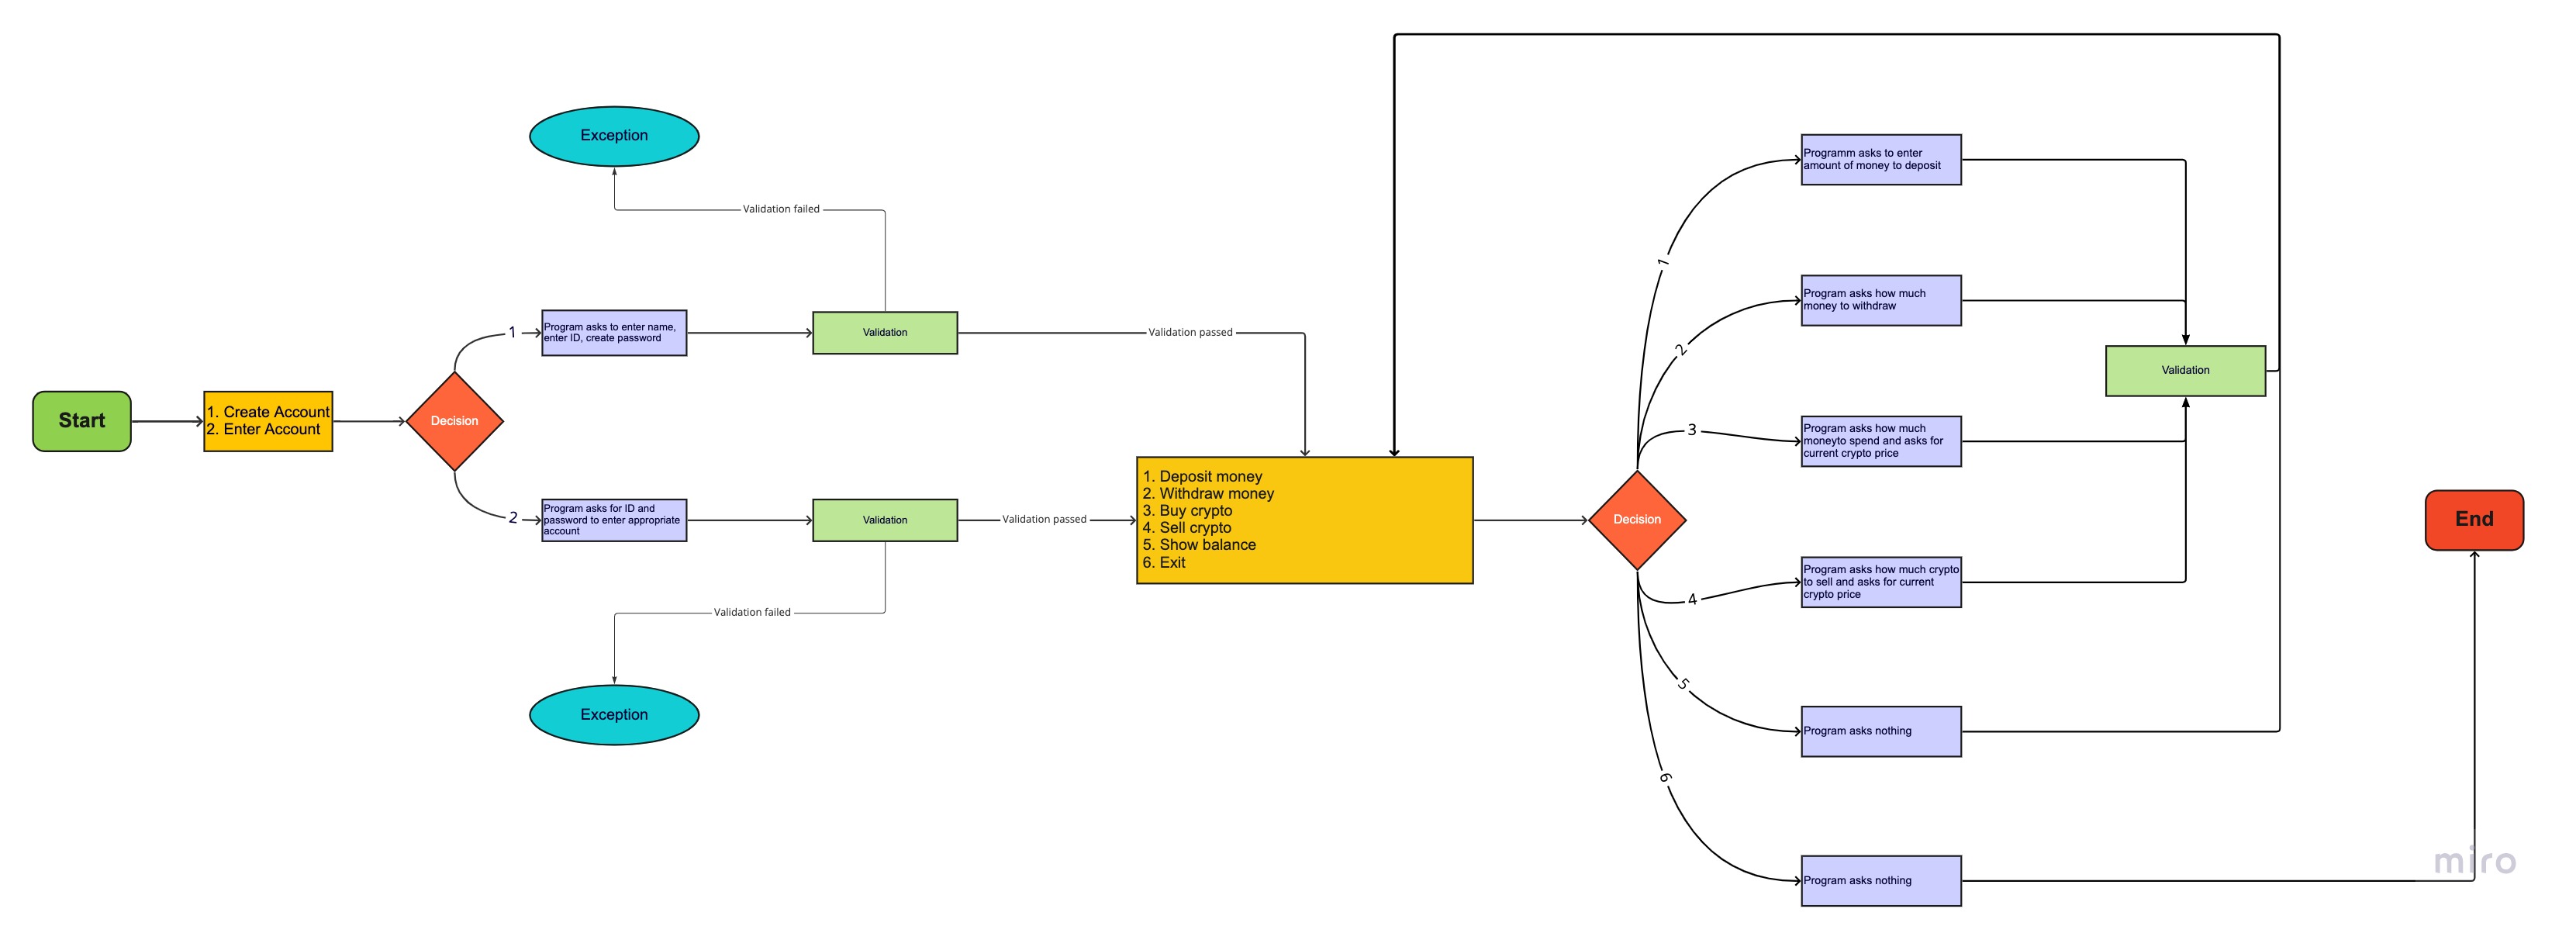 Exception
Validation failed
Programm asks to enter
amount of money to deposit
1
Program asks how much
money to withdraw
2
1
Program asks to enter name,
enter ID, create password
Validation
Validation passed
Validation
Start
1. Create Account
2. Enter Account
Decision
3
Program asks how much
moneyto spend and asks for
current crypto price
2
Program asks for ID and
password to enter appropriate
account
Validation
Validation passed
1. Deposit money
2. Withdraw money
3. Buy crypto
4. Sell crypto
5. Show balance
6. Exit
Decision
End
4
Program asks how much crypto
to sell and asks for current
crypto price
Validation failed
Exception
5
Program asks nothing
6
Program asks nothing
miro